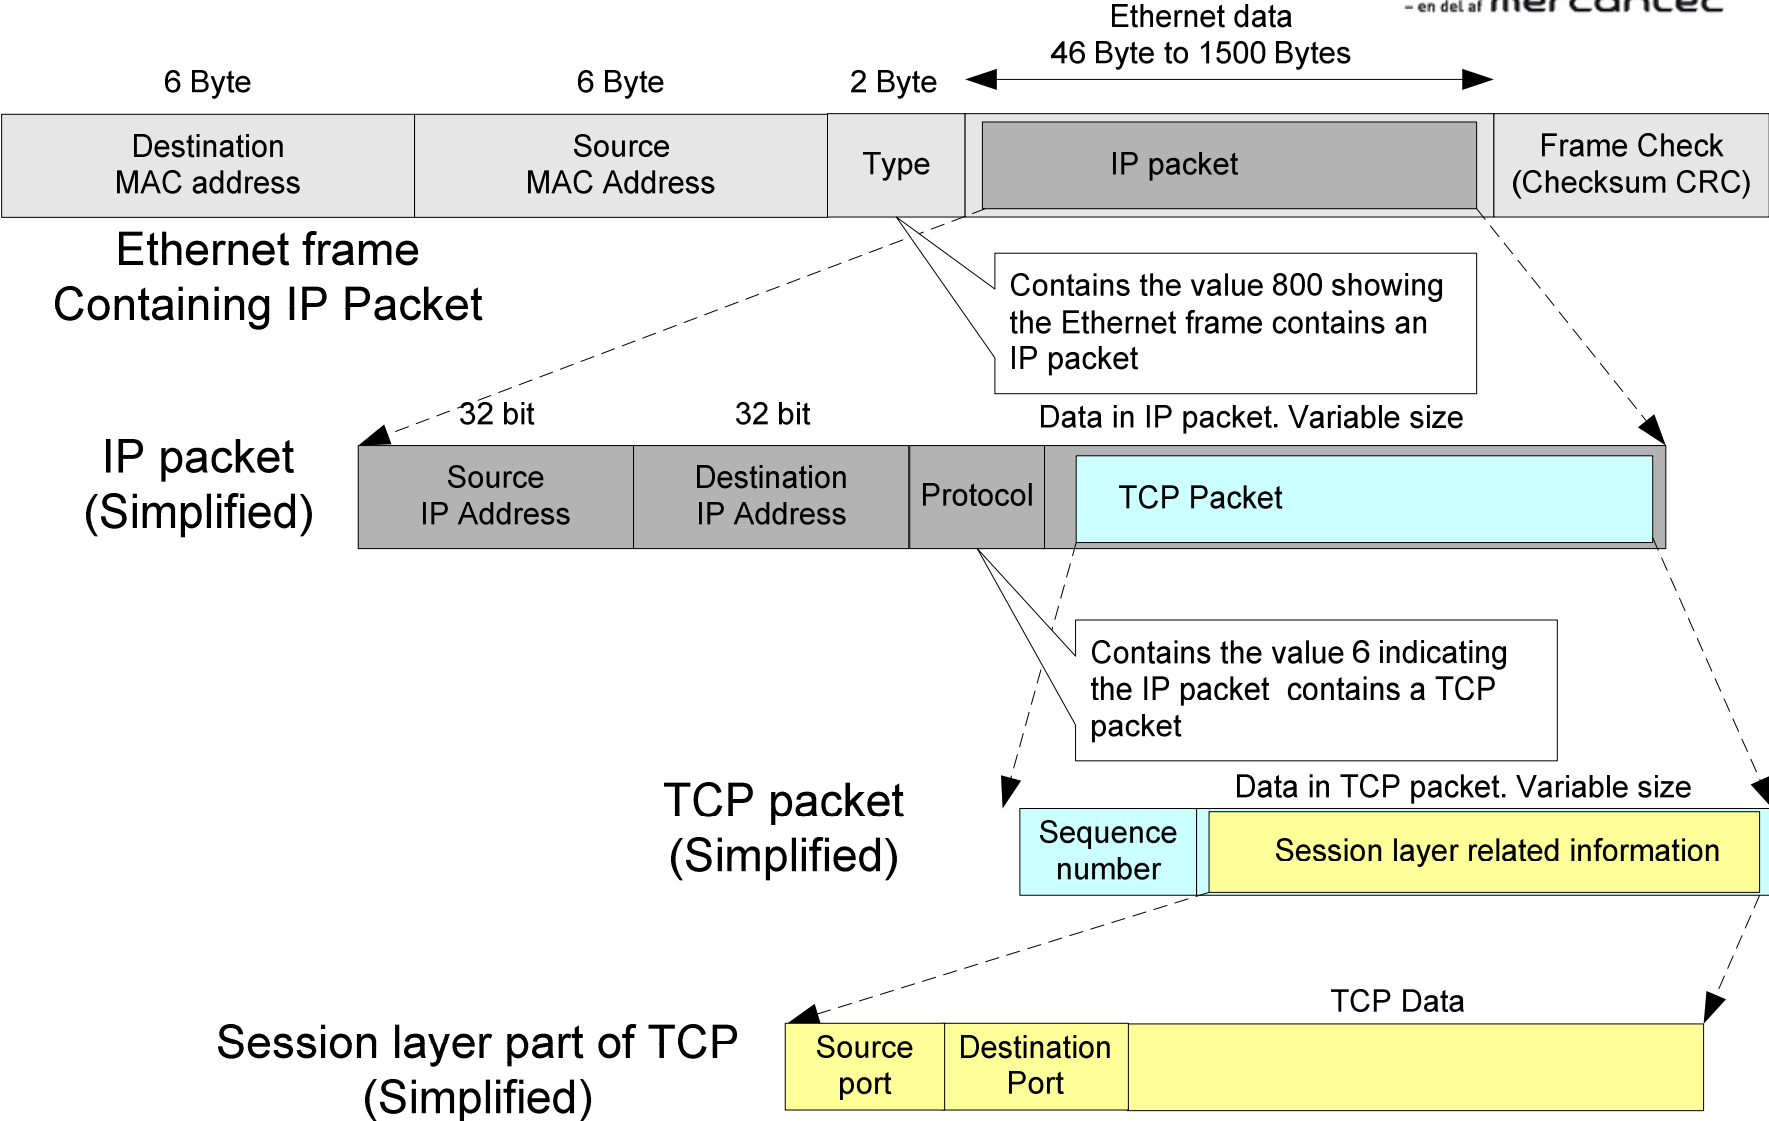 – en del af mercantec
Ethernet data
46 Byte to 1500 Bytes
6 Byte
6 Byte
2 Byte
Destination
MAC address
Source
MAC Address
Type
IP packet
Frame Check
(Checksum CRC)
Ethernet frame
Containing IP Packet
Contains the value 800 showing
the Ethernet frame contains an
IP packet
32 bit
32 bit
Data in IP packet. Variable size
IP packet
(Simplified)
Source
IP Address
Destination
IP Address
Protocol
TCP Packet
Contains the value 6 indicating
the IP packet contains a TCP
packet
TCP packet
(Simplified)
Data in TCP packet. Variable size
Sequence
number
Session layer related information
TCP Data
Session layer part of TCP
(Simplified)
Source
port
Destination
Port